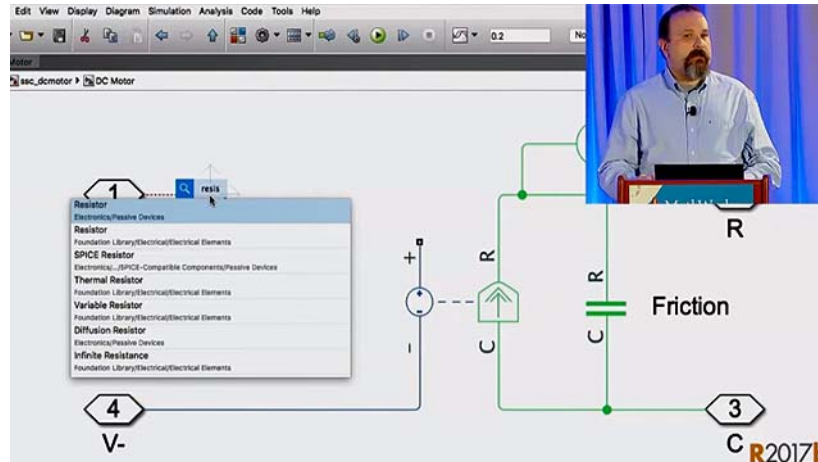 Edit View Display Diagram Simulation Analysis Code Tools Help
0.2
ssc_dcmotor DC Motor
1
resis
Resistor
Electronics/Passive Devices
Resistor
Foundation Library/Electrical/Electrical Elements
SPICE Resistor
Electronics/.../SPICE-Compatible Components/Passive Devices
Thermal Resistor
Foundation Library/Electrical/Electrical Elements
Variable Resistor
Foundation Library/Electrical/Electrical Elements
Diffusion Resistor
Electronics/Passive Devices
Infinite Resistance
Foundation Library/Electrical/Electrical Elements
+
-
R
C
R
C
Friction
R
4
V-
3
C
R2017b